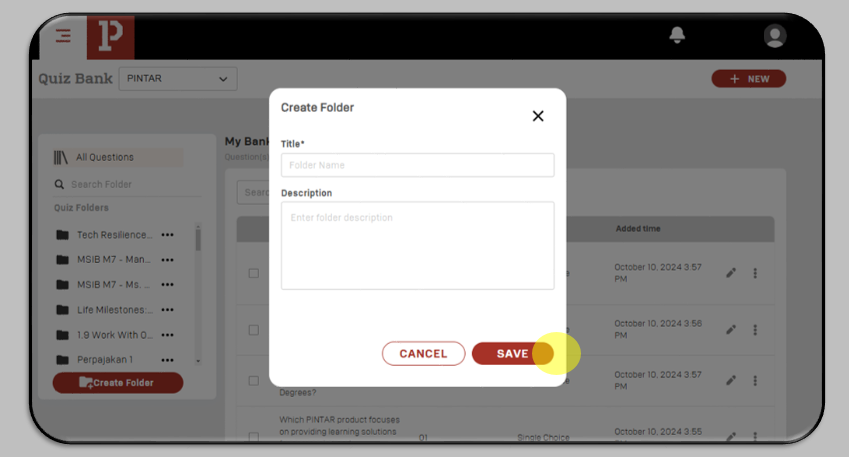 P
Quiz Bank
PINTAR
+ NEW
Create Folder
Title*
Folder Name
Description
Enter folder description
CANCEL
SAVE
All Questions
Search Folder
Quiz Folders
Tech Resilience...
MSIB M7 - Man...
MSIB M7 - Ms. ...
Life Milestones:...
1.9 Work With O...
Perpajakan 1
Create Folder
My Bank
Question(s)
Added time
October 10, 2024 3:57
PM
October 10, 2024 3:56
PM
Degrees?
October 10, 2024 3:57
PM
Which PINTAR product focuses
on providing learning solutions
01
Single Choice
October 10, 2024 3:55